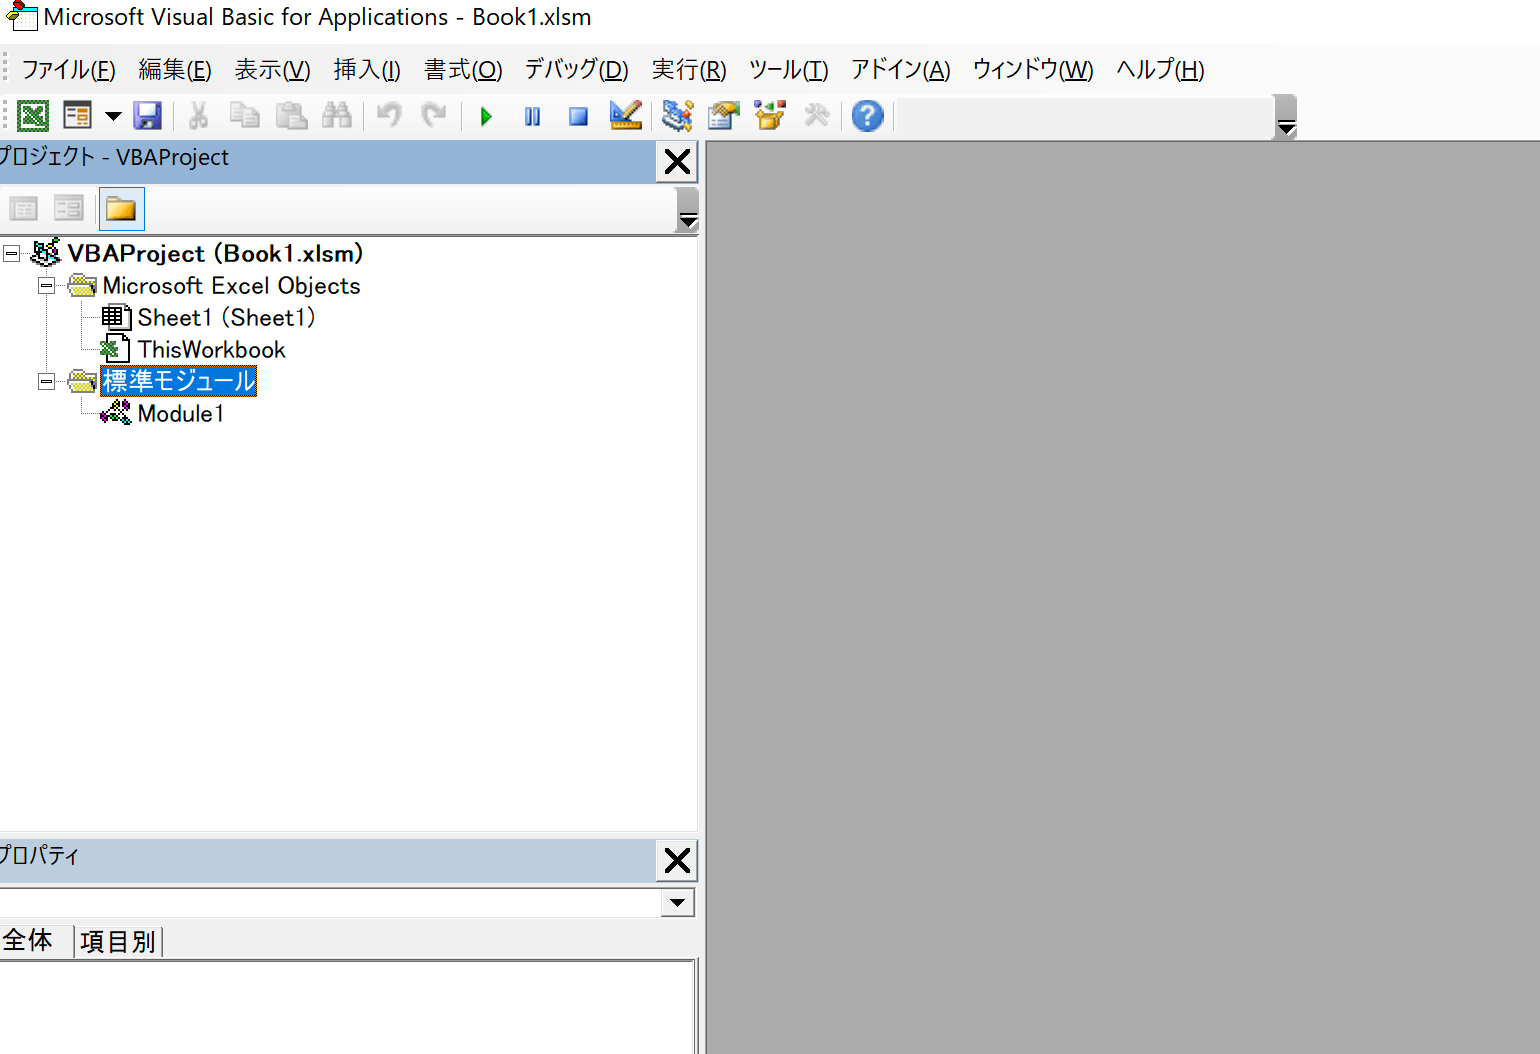 Microsoft Visual Basic for Applications - Book1.xlsm
ファイル(F) 編集(E) 表示(V) 挿入(I) 書式(O) デバッグ(D) 実行(R) ツール(T) アドイン(A) ウィンドウ(W) ヘルプ(H)
プロジェクト - VBAProject
VBAProject (Book1.xlsm)
Microsoft Excel Objects
Sheet1 (Sheet1)
ThisWorkbook
標準モジュール
Module1
プロパティ
全体 項目別